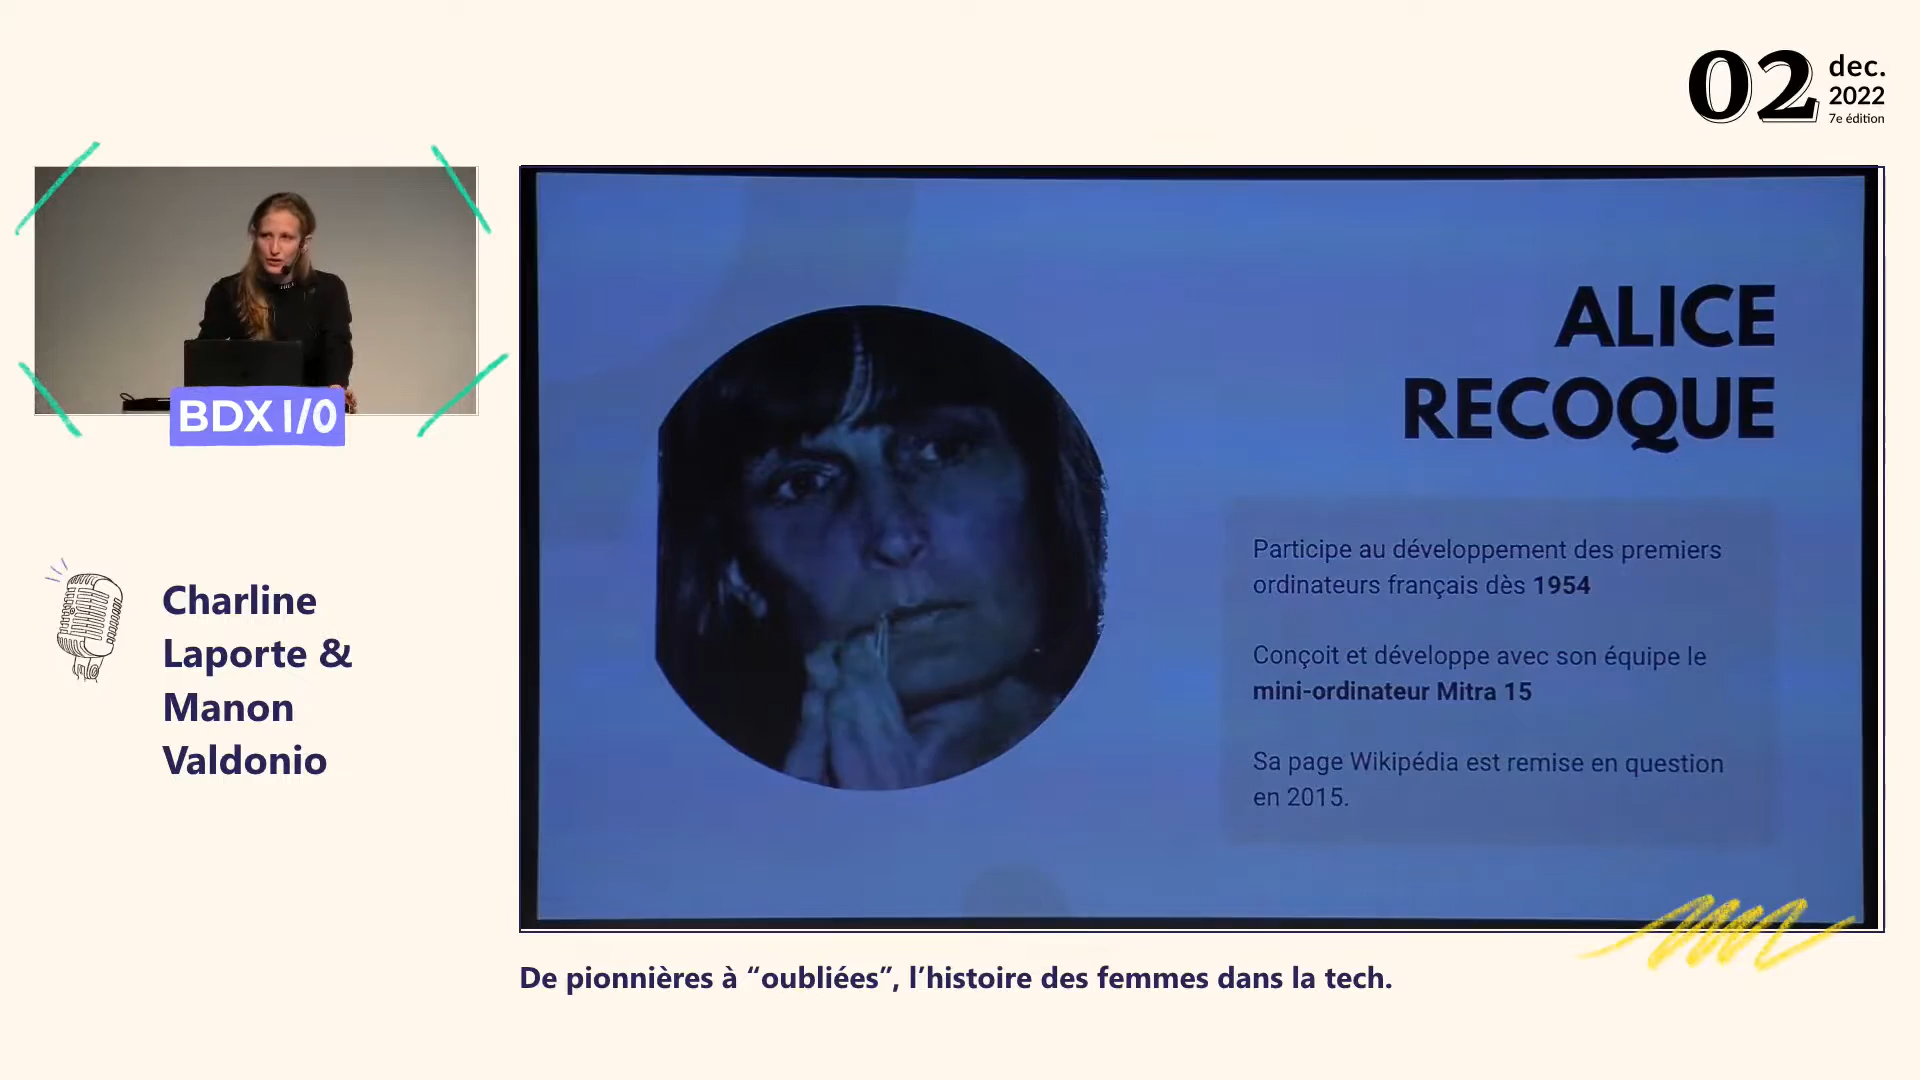 02 dec.
2022
7e édition
BDX I/O
Charline
Laporte &
Manon
Valdonio
ALICE
RECOQUE
Participe au développement des premiers
ordinateurs français dès 1954
Conçoit et développe avec son équipe le
mini-ordinateur Mitra 15
Sa page Wikipédia est remise en question
en 2015.
De pionnières à “oubliées”, l’histoire des femmes dans la tech.